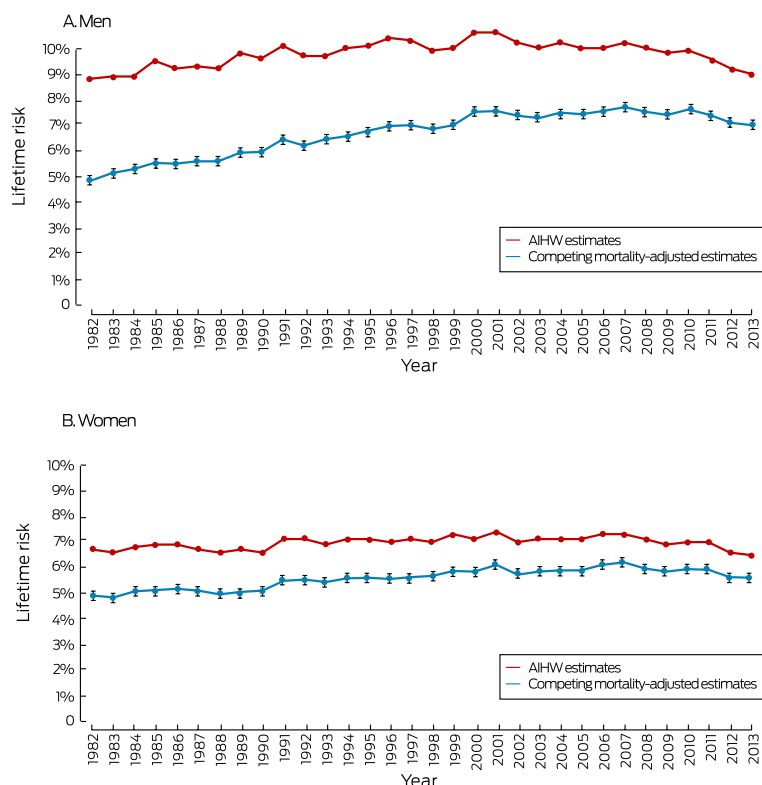 A. Men
10%
9%
8%
7%
6%
5%
4%
3%
2%
1%
0
Lifetime risk
AIHW estimates
Competing mortality-adjusted estimates
1982 1983 1984 1985 1986 1987 1988 1989 1990 1991 1992 1993 1994 1995 1996 1997 1998 1999 2000 2001 2002 2003 2004 2005 2006 2007 2008 2009 2010 2011 2012 2013
Year
B. Women
10%
9%
8%
7%
6%
5%
4%
3%
2%
1%
0
Lifetime risk
AIHW estimates
Competing mortality-adjusted estimates
1982 1983 1984 1985 1986 1987 1988 1989 1990 1991 1992 1993 1994 1995 1996 1997 1998 1999 2000 2001 2002 2003 2004 2005 2006 2007 2008 2009 2010 2011 2012 2013
Year